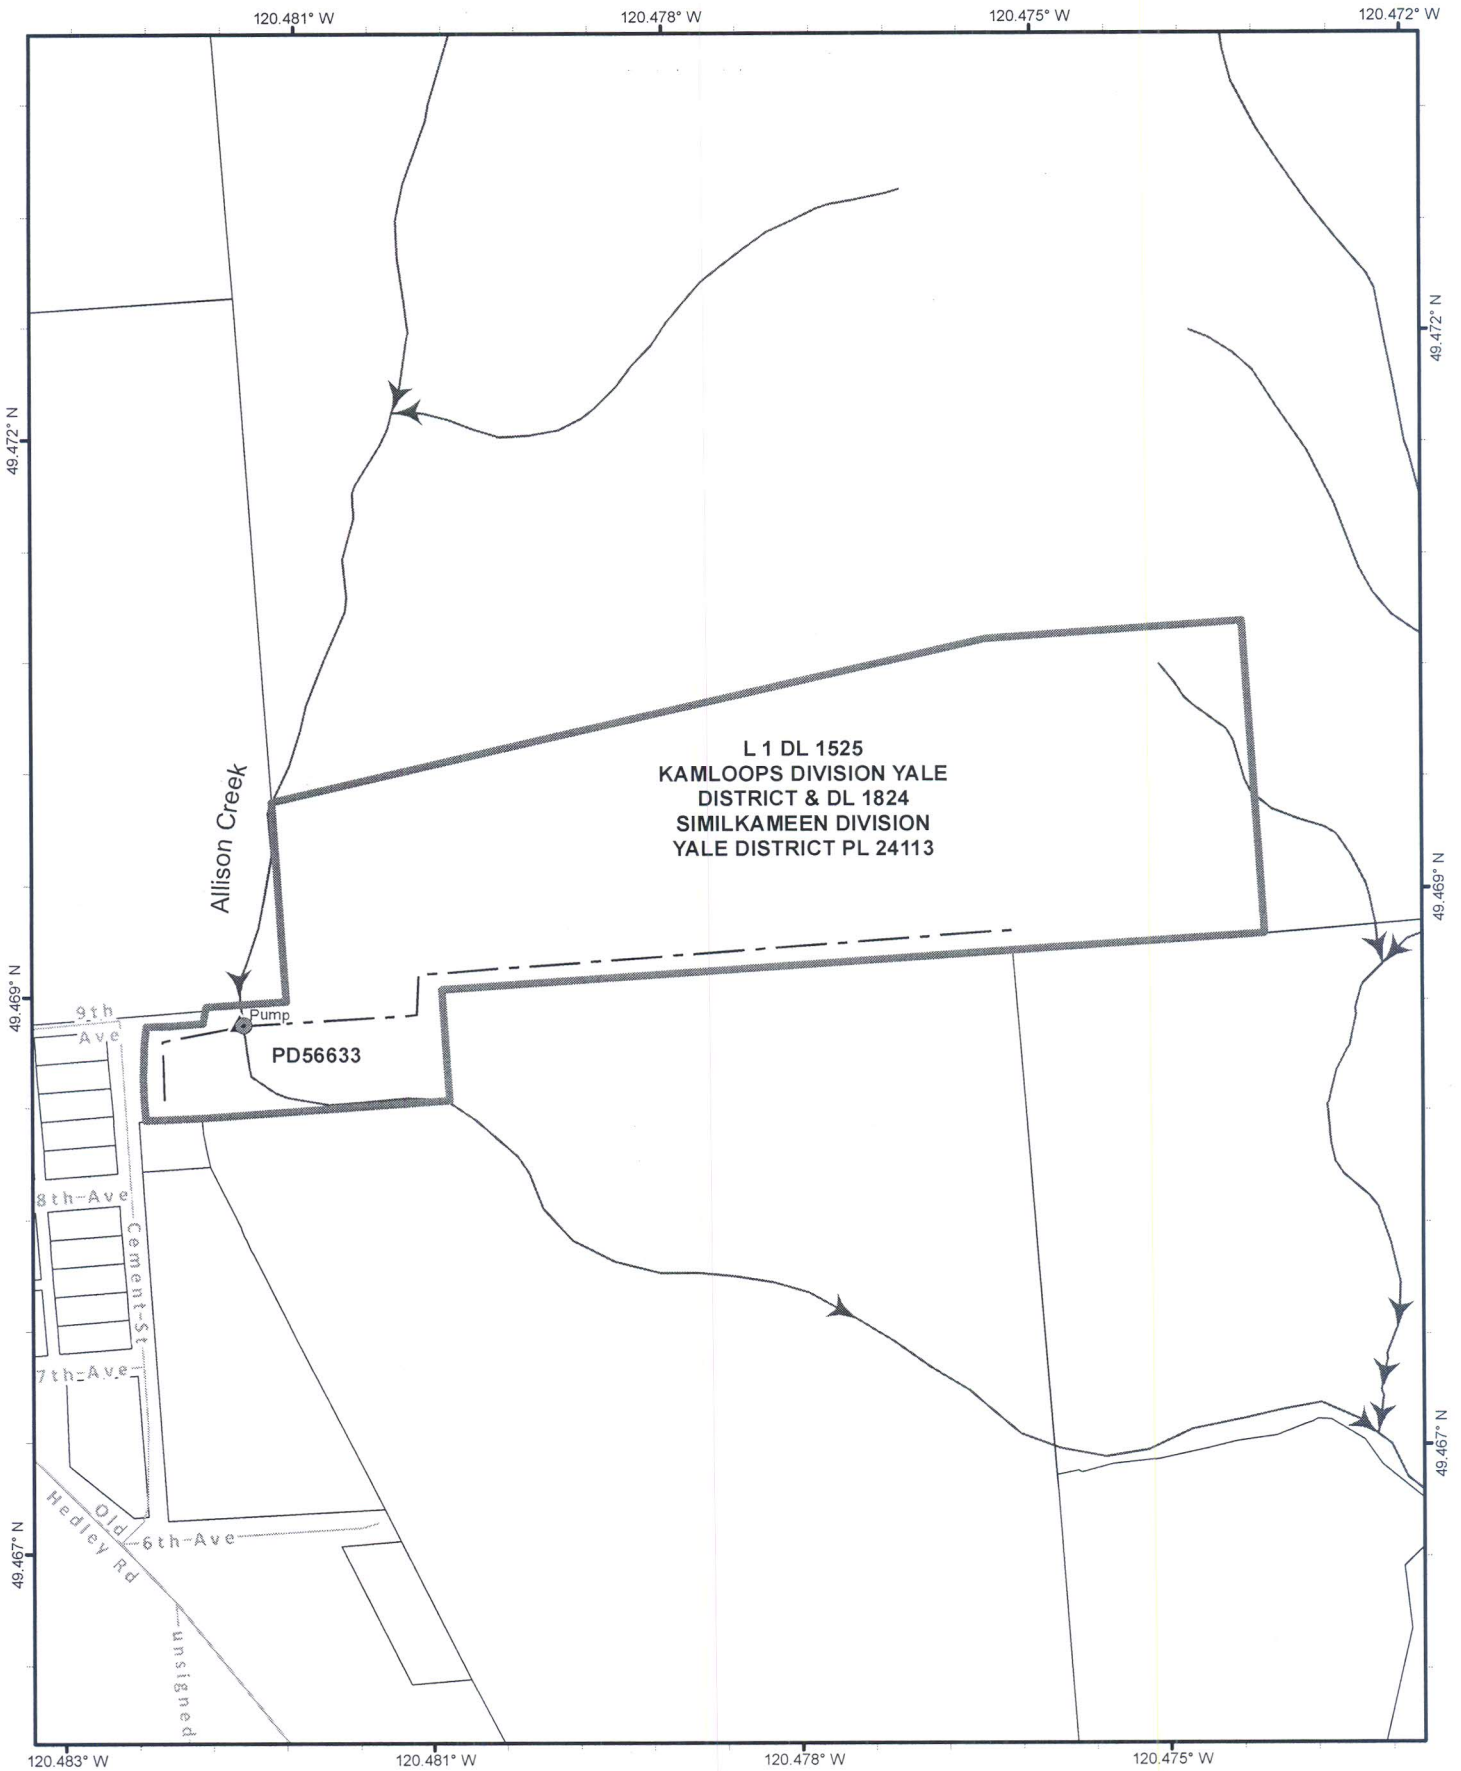 120.481° W
120.478° W
120.475° W
120.472° W
49.472° N
49.472° N
L 1 DL 1525
KAMLOOPS DIVISION YALE
DISTRICT & DL 1824
SIMILKAMEEN DIVISION
YALE DISTRICT PL 24113
Allison Creek
49.469° N
49.469° N
9th
Ave
Pump
PD56633
8th-Ave
Cement-St
7th-Ave
49.467° N
49.467° N
Old
Hedley Rd
6th-Ave
unsigned
120.483° W
120.481° W
120.478° W
120.475° W